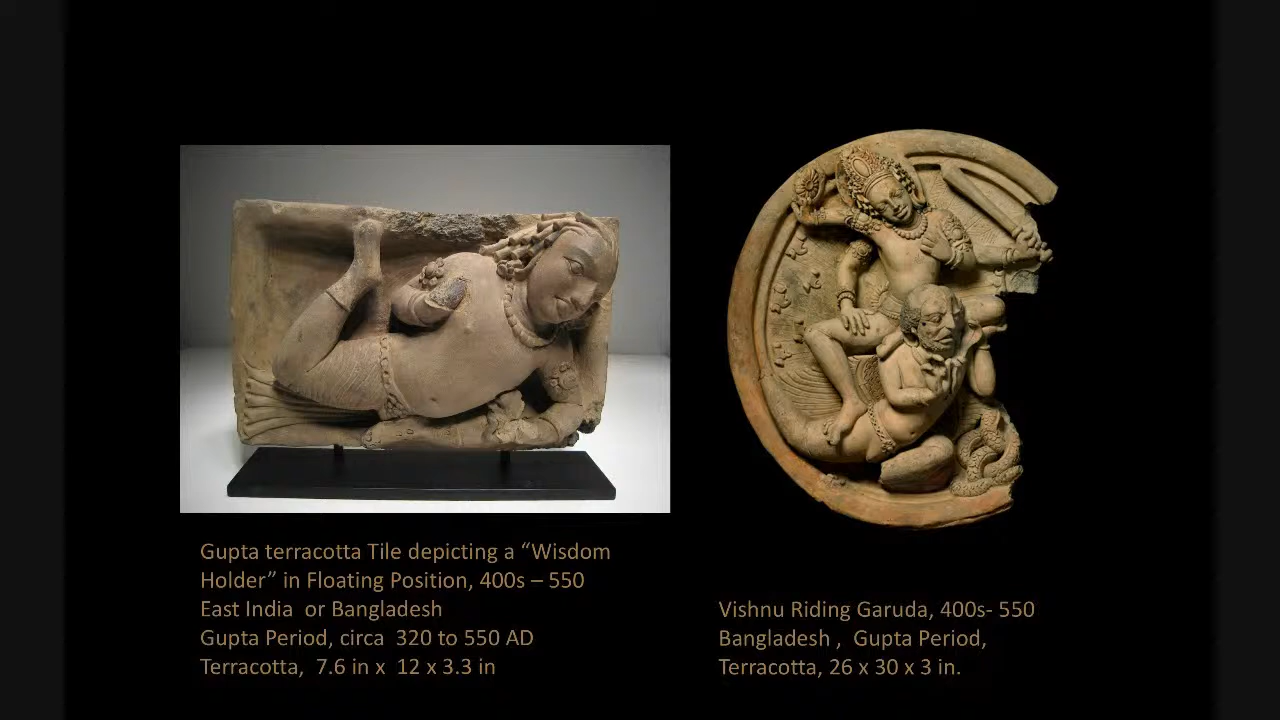 Gupta terracotta Tile depicting a “Wisdom
Holder” in Floating Position, 400s – 550
East India  or Bangladesh
Gupta Period, circa  320 to 550 AD
Terracotta,  7.6 in x  12 x 3.3 in
Vishnu Riding Garuda, 400s- 550
Bangladesh ,  Gupta Period,
Terracotta, 26 x 30 x 3 in.